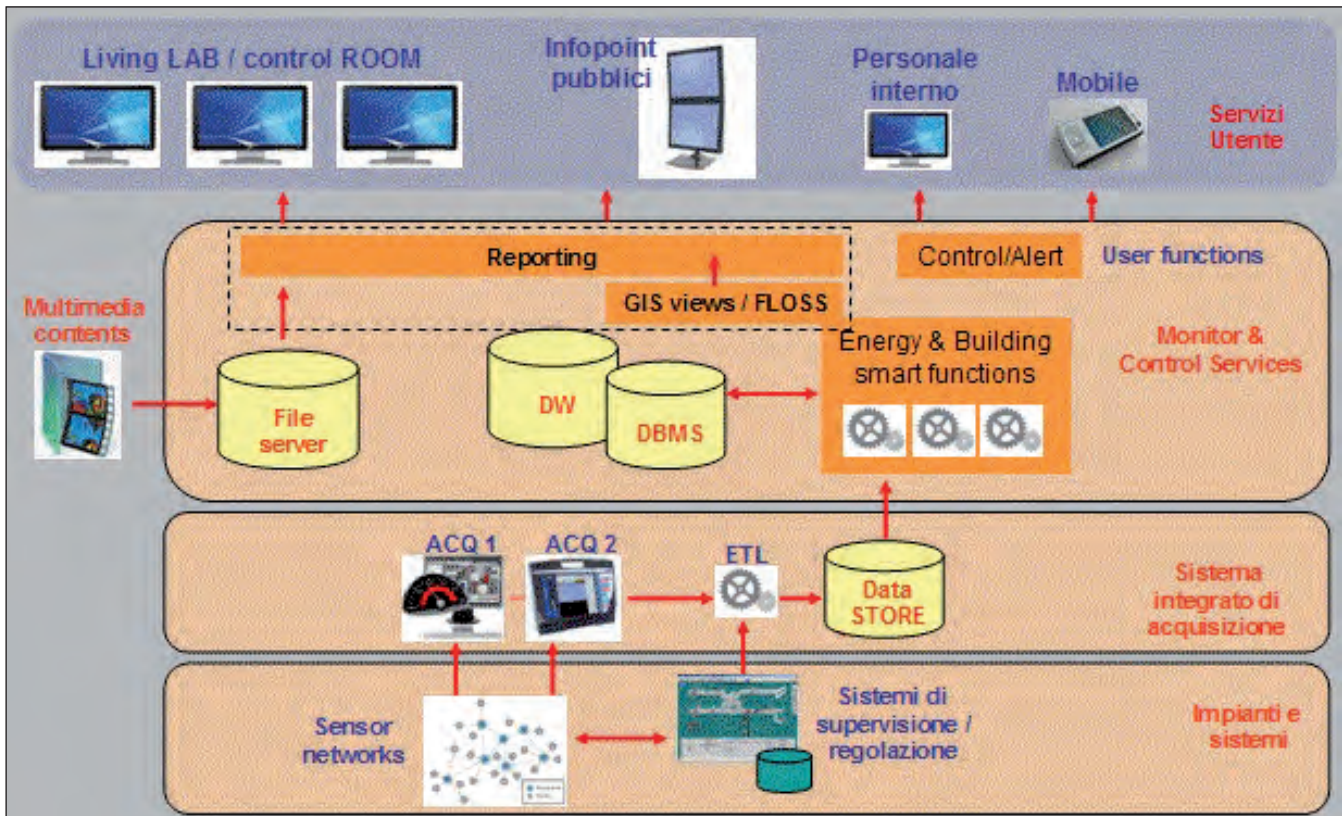 Living LAB / control ROOM
Infopoint
pubblici
Personale
interno
Mobile
Servizi
Utente
Reporting
Control/Alert
User functions
GIS views / FLOSS
Multimedia
contents
Energy & Building
smart functions
Monitor &
Control Services
File
server
DW
DBMS
ACQ 1
ACQ 2
ETL
Data
STORE
Sistema
integrato di
acquisizione
Sensor
networks
Sistemi di
supervisione /
regolazione
Impianti e
sistemi